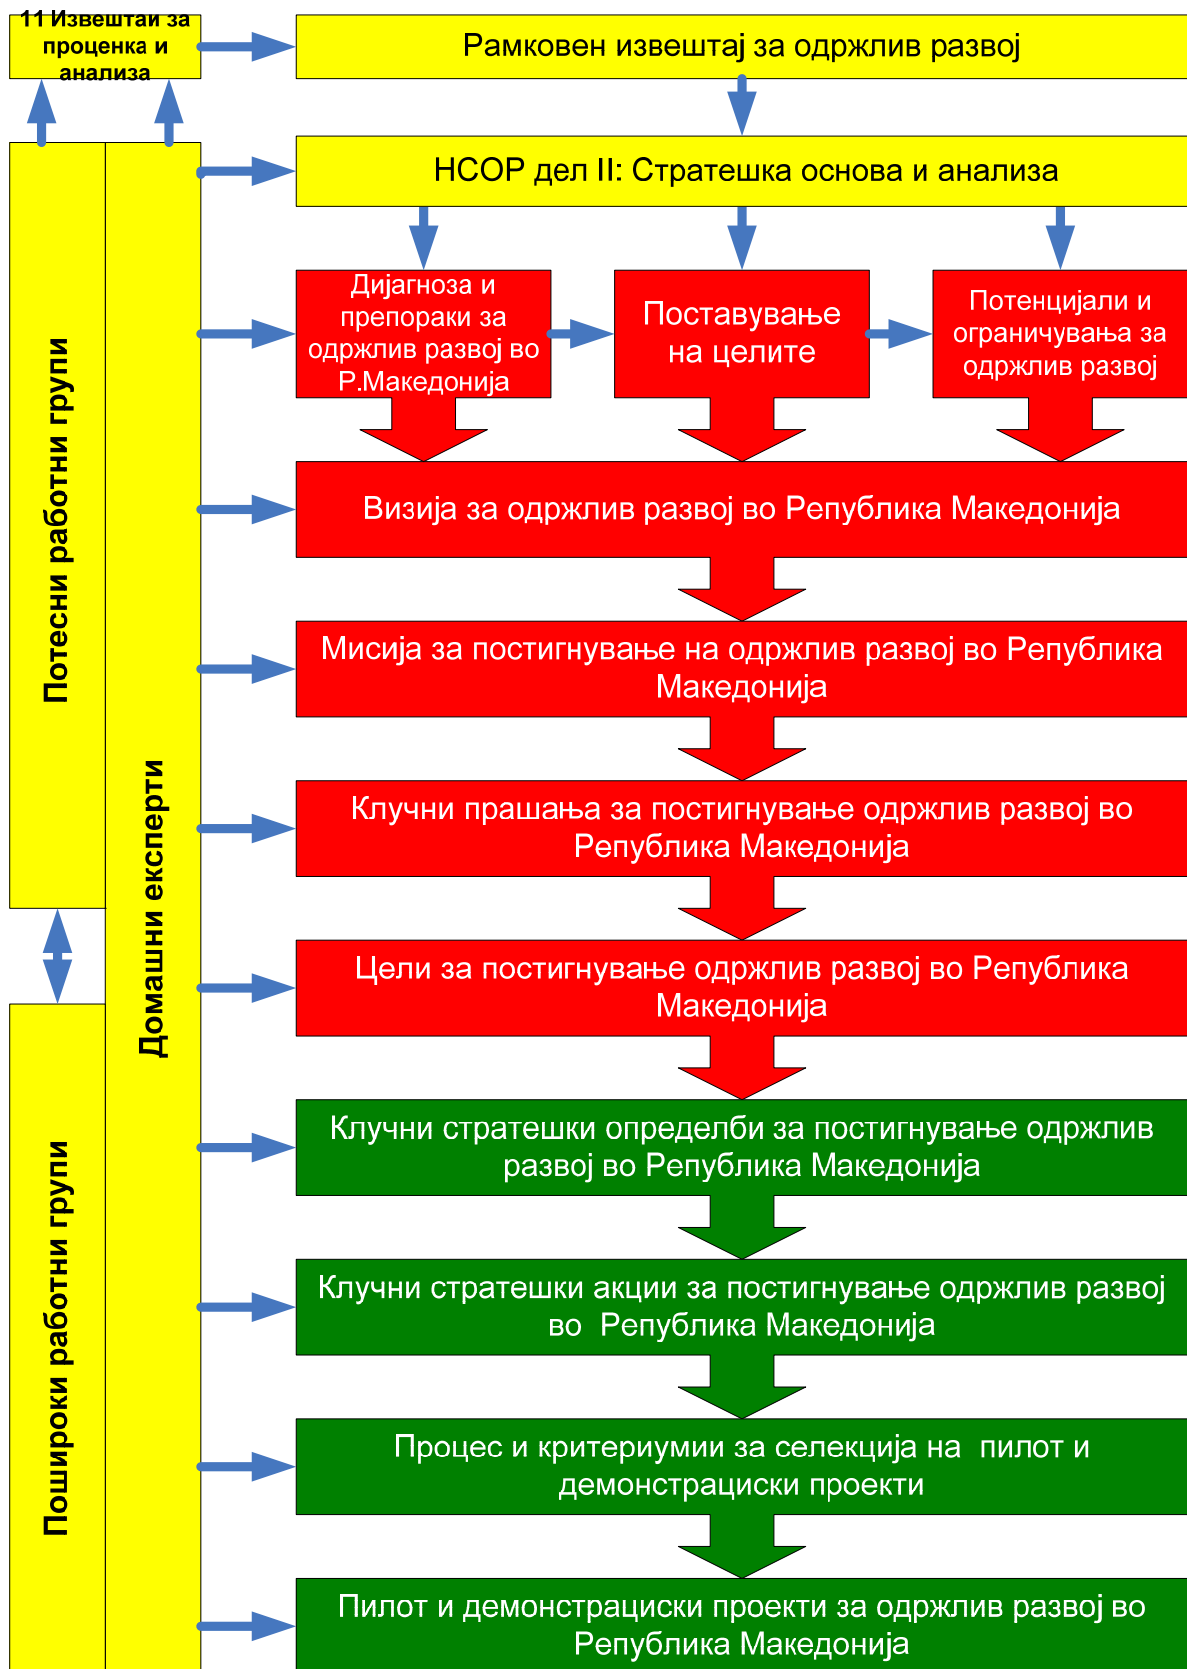 11 Извештаи за
проценка и
анализа
Рамковен извештај за одржлив развој
НСОР дел II: Стратешка основа и анализа
Дијагноза и
препораки за
одржлив развој во
Р.Македонија
Поставување
на целите
Потенцијали и
ограничувања за
одржлив развој
Потесни работни групи
Домашни експерти
Пошироки работни групи
Визија за одржлив развој во Република Македонија
Мисија за постигнување на одржлив развој во Република
Македонија
Клучни прашања за постигнување одржлив развој во
Република Македонија
Цели за постигнување одржлив развој во Република
Македонија
Клучни стратешки определби за постигнување одржлив
развој во Република Македонија
Клучни стратешки акции за постигнување одржлив развој
во  Република Македонија
Процес и критериумии за селекција на  пилот и
демонстрациски проекти
Пилот и демонстрациски проекти за одржлив развој во
Република Македонија